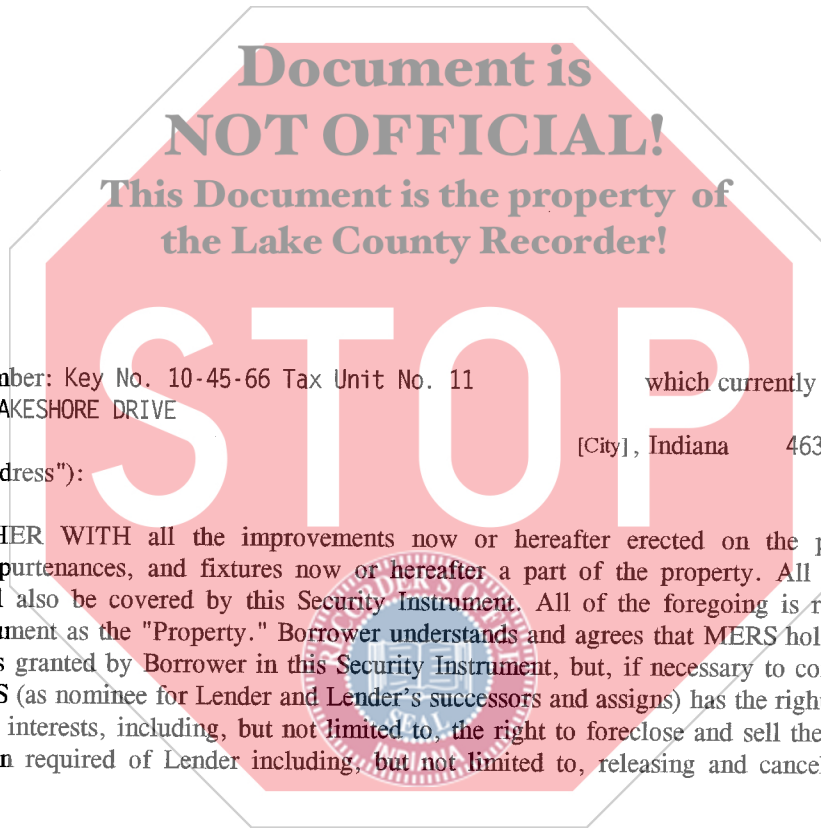 Document is
NOT OFFICIAL!
This Document is the property of
the Lake County Recorder!
STOP
mber: Key No. 10-45-66 Tax Unit No. 11 which currently
AKESHORE DRIVE
[City], Indiana 463
dress"):
HER WITH all the improvements now or hereafter erected on the p
purtenances, and fixtures now or hereafter a part of the property. All
l also be covered by this Security Instrument. All of the foregoing is r
ument as the "Property." Borrower understands and agrees that MERS hol
s granted by Borrower in this Security Instrument, but, if necessary to co
S (as nominee for Lender and Lender's successors and assigns) has the righ
interests, including, but not limited to, the right to foreclose and sell the
n required of Lender including, but not limited to, releasing and cancel
RECORDER'S OFFICE
SEAL
INDIANA